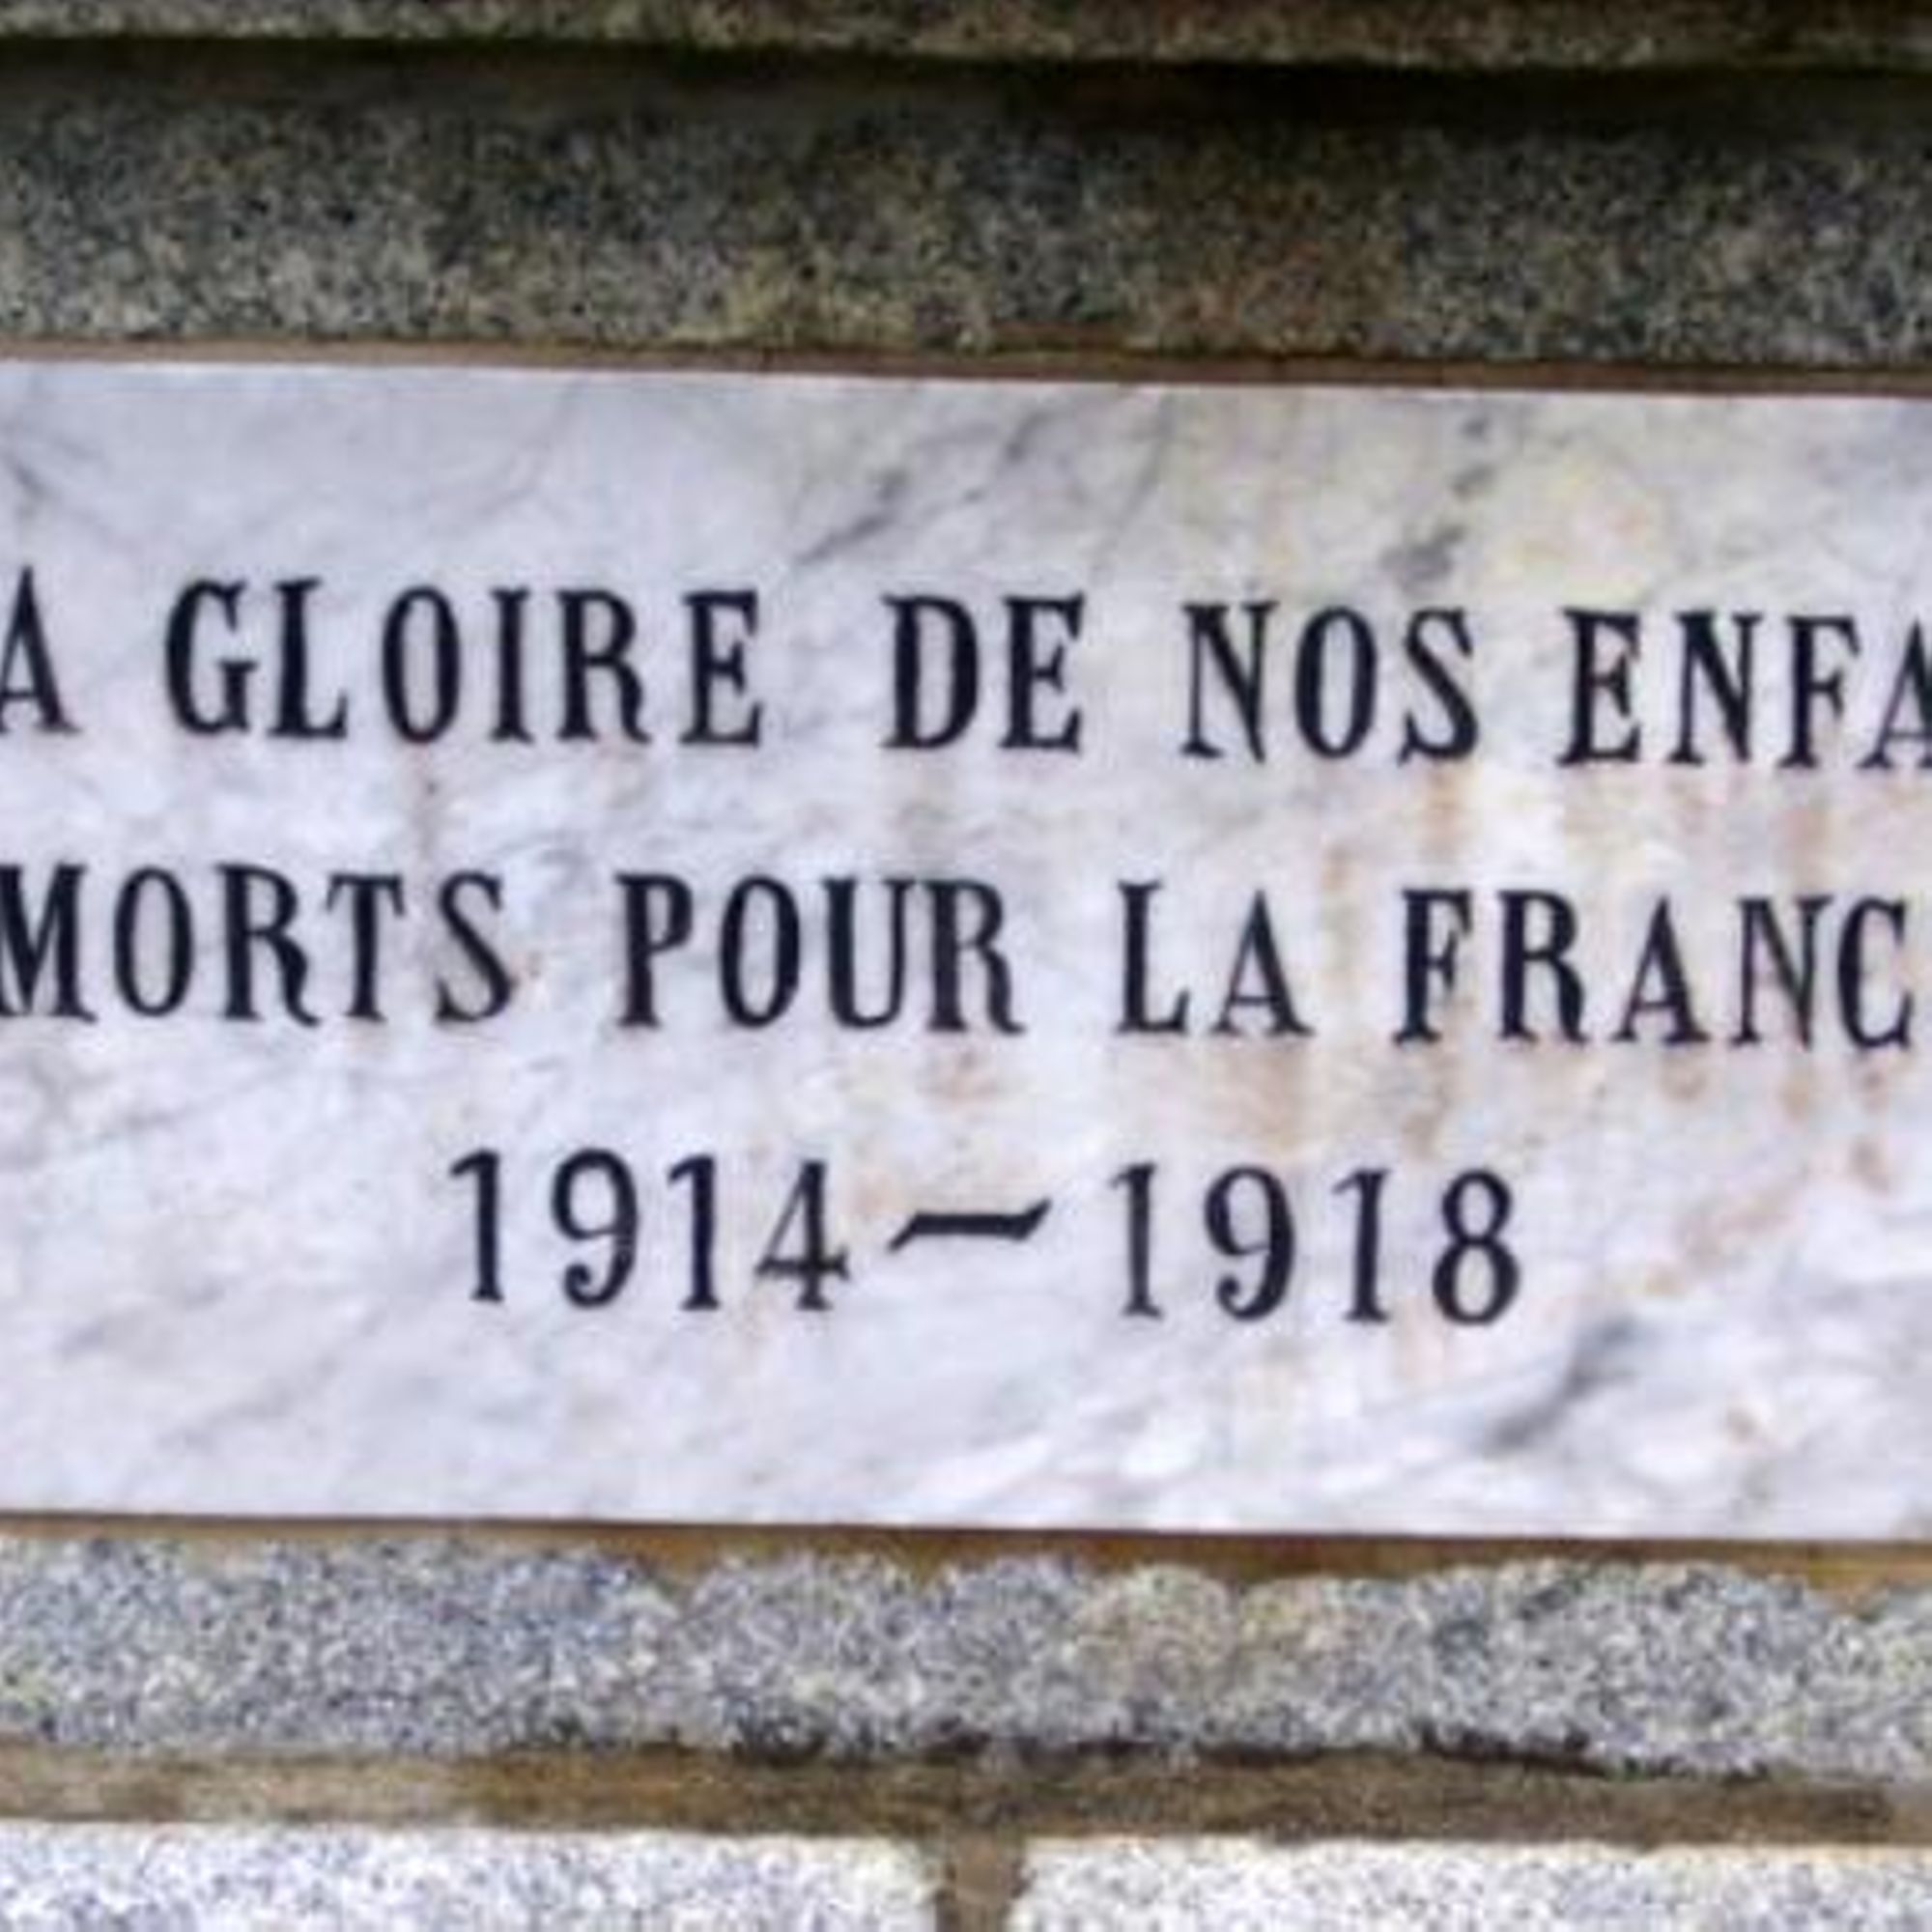 A GLOIRE DE NOS ENFA
MORTS POUR LA FRANC
1914-1918